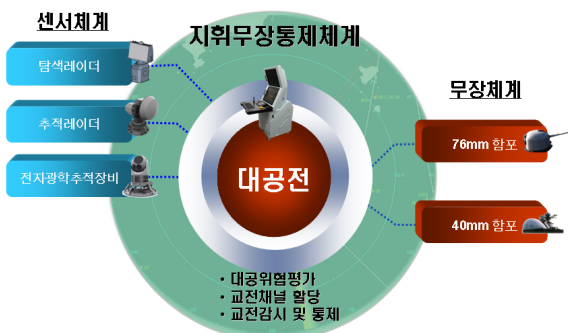 센서체계
지휘무장통제체계
탐색레이더
추적레이더
전자광학추적장비
무장체계
76mm 함포
40mm 함포
대공전
• 대공위협평가
• 교전채널 할당
• 교전감시 및 통제